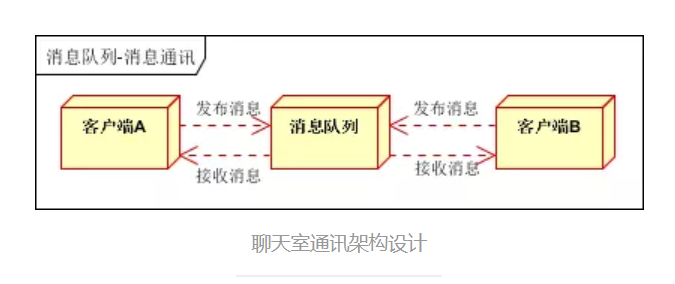 消息队列-消息通讯
发布消息
发布消息
客户端A
消息队列
客户端B
接收消息
接收消息
聊天室通讯架构设计